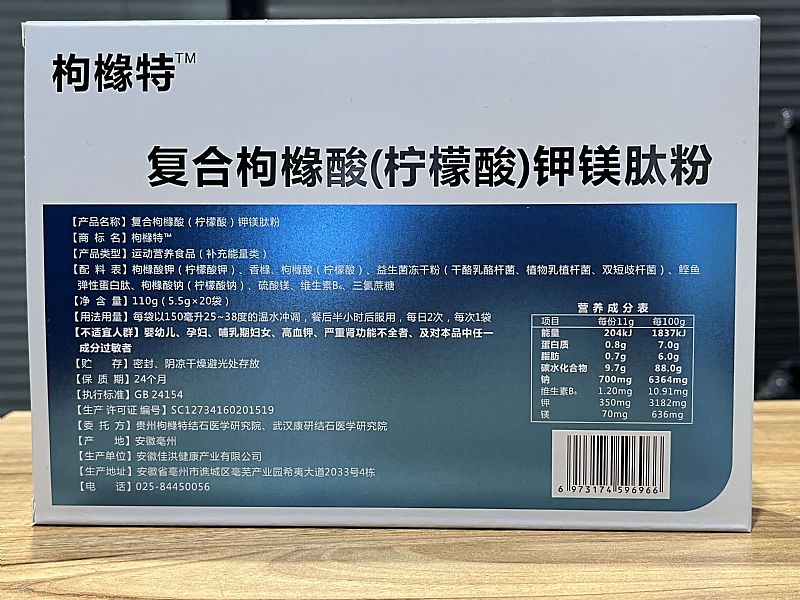 枸橼特™
复合枸橼酸(柠檬酸)钾镁肽粉
【产品名称】复合枸橼酸（柠檬酸）钾镁肽粉
【商 标 名】枸橼特™
【产品类型】运动营养食品（补充能量类）
【配 料 表】枸橼酸钾（柠檬酸钾）、香橼、枸橼酸（柠檬酸）、益生菌冻干粉（干酪乳酪杆菌、植物乳植杆菌、双短歧杆菌）、鲣鱼
弹性蛋白肽、枸橼酸钠（柠檬酸钠）、硫酸镁、维生素B₆、三氯蔗糖
【净 含 量】110g（5.5g×20袋）
【用法用量】每袋以150毫升25~38度的温水冲调，餐后半小时后服用，每日2次，每次1袋
【不适宜人群】婴幼儿、孕妇、哺乳期妇女、高血钾、严重肾功能不全者、及对本品中任一
成分过敏者
【贮 存】密封、阴凉干燥避光处存放
【保 质 期】24个月
【执行标准】GB 24154
【生产许可证编号】SC12734160201519
【委 托 方】贵州枸橼特结石医学研究院、武汉康研结石医学研究院
【产 地】安徽亳州
【生产单位】安徽佳洪健康产业有限公司
【生产地址】安徽省亳州市谯城区亳芜产业园希夷大道2033号4栋
【电 话】025-84450056
营养成分表
项目 每份11g 每100g
能量 204kJ 1837kJ
蛋白质 0.8g 7.0g
脂肪 0.7g 6.0g
碳水化合物 9.7g 88.0g
钠 700mg 6364mg
维生素B₆ 1.20mg 10.91mg
钾 350mg 3182mg
镁 70mg 636mg
6 973174 596966